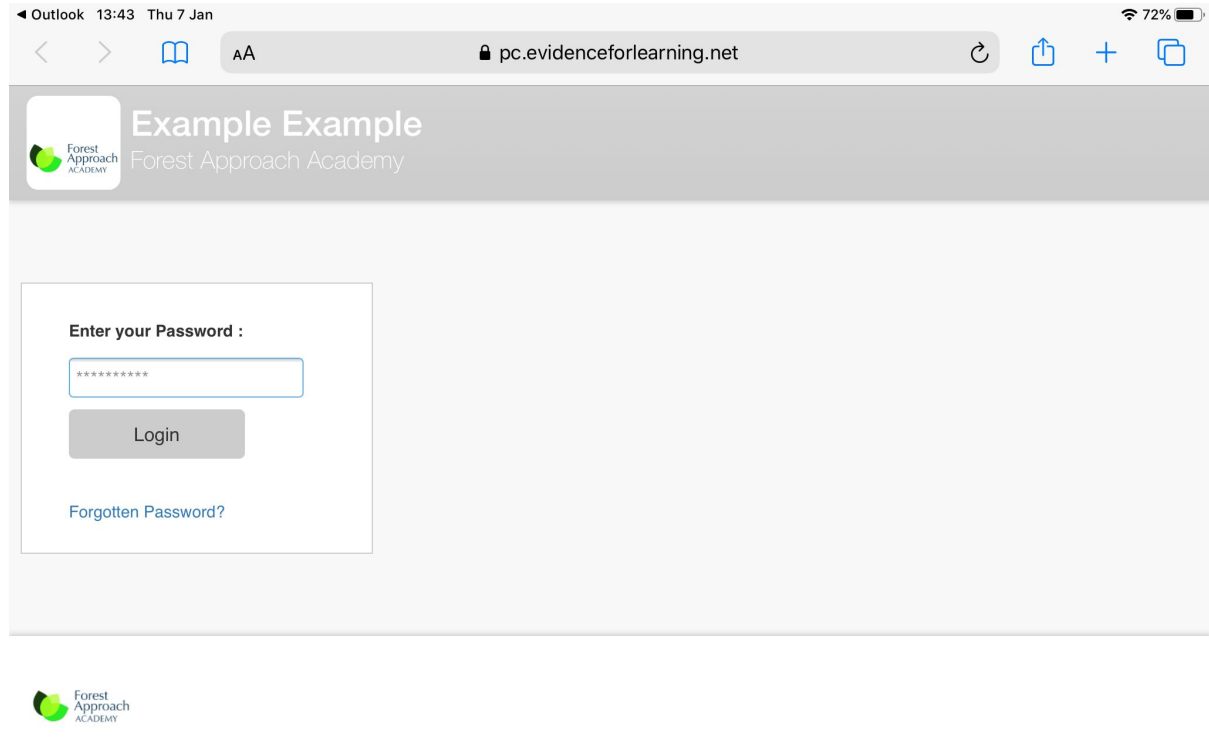 ◀ Outlook 13:43 Thu 7 Jan 72%
AA pc.evidenceforlearning.net
Example Example
Forest Approach Academy
Forest
Approach
ACADEMY
Enter your Password :
**********
Login
Forgotten Password?
Forest
Approach
ACADEMY